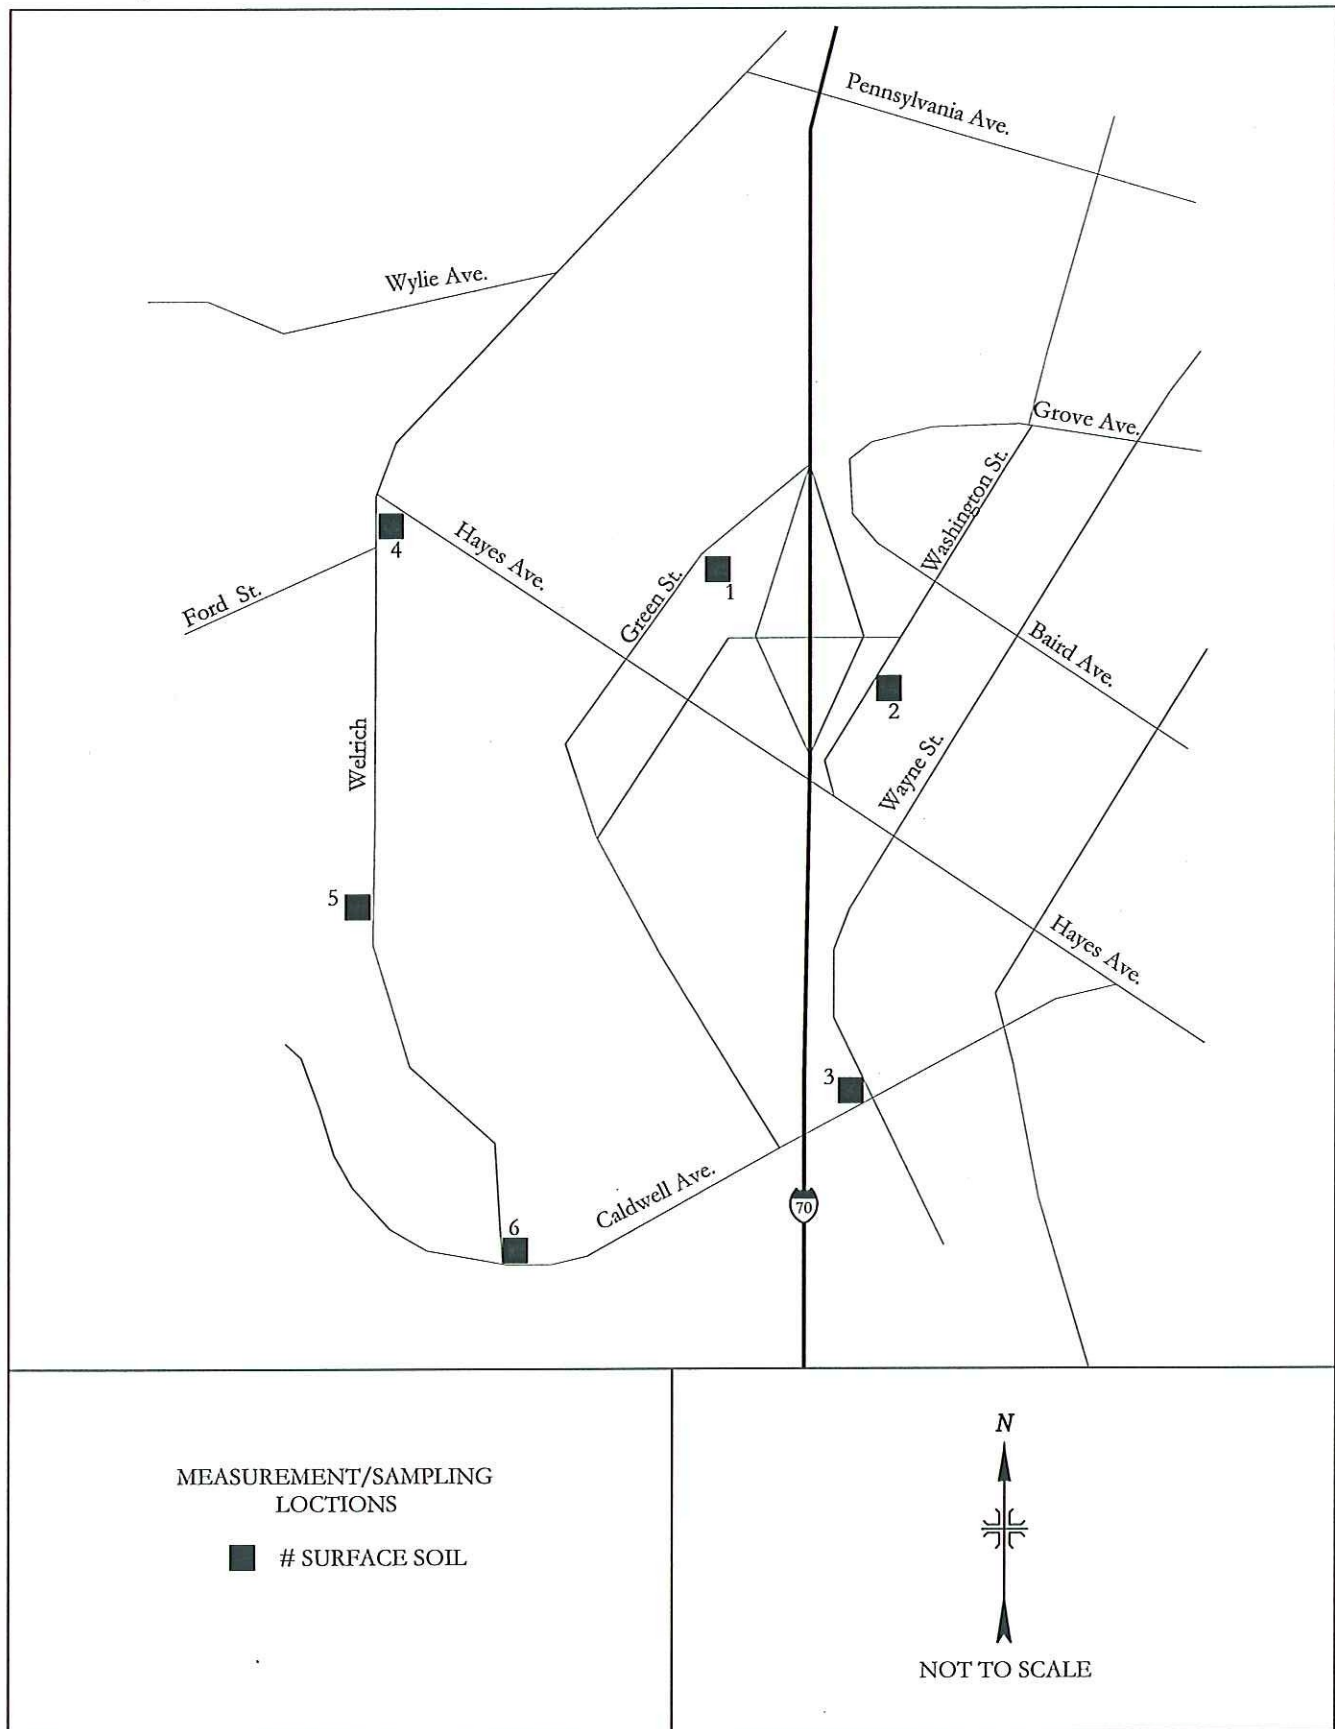 Pennsylvania Ave.
Wylie Ave.
Grove Ave.
Washington St.
4
Hayes Ave.
1
Ford St.
Green St.
Baird Ave.
2
Welrich
Wayne St.
5
Hayes Ave.
3
Caldwell Ave.
70
6
MEASUREMENT/SAMPLING
LOCTIONS
# SURFACE SOIL
N
NOT TO SCALE